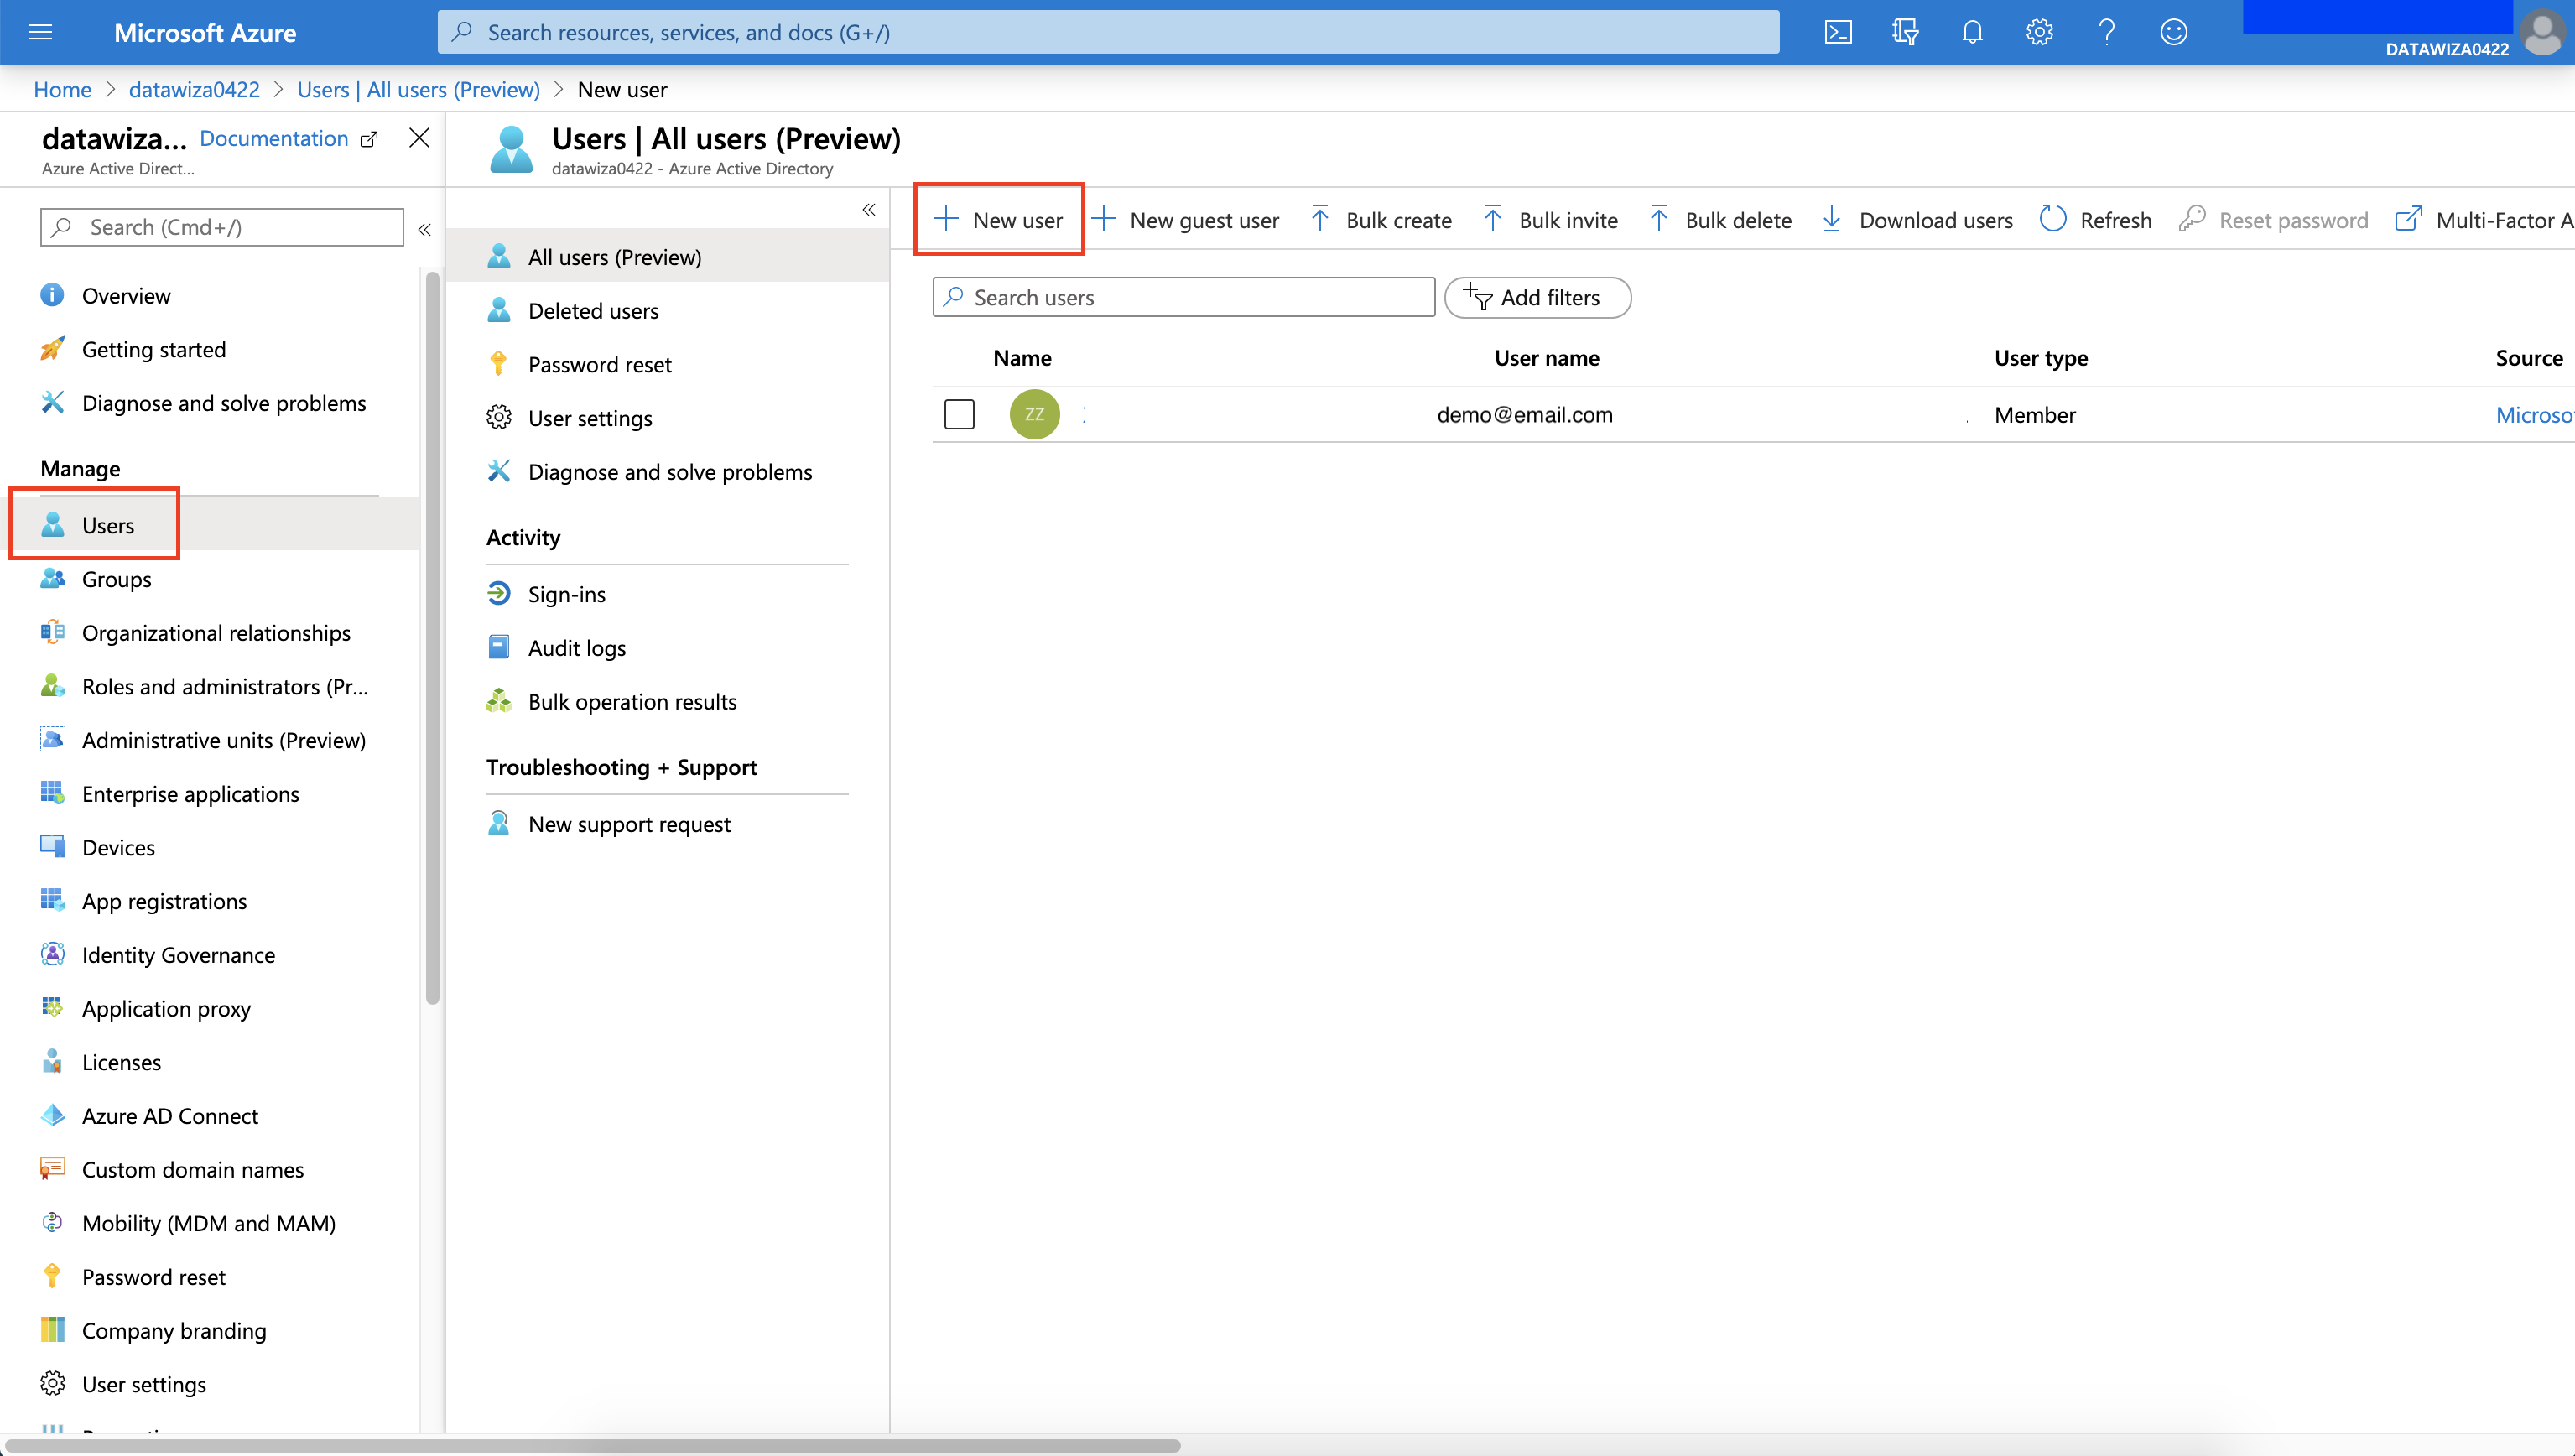 Microsoft Azure
Search resources, services, and docs (G+/)
DATAWIZA0422
Home > datawiza0422 > Users | All users (Preview) > New user
datawiza... Documentation
Azure Active Direct...
Users | All users (Preview)
datawiza0422 - Azure Active Directory
Search (Cmd+/)
«
Overview
Getting started
Diagnose and solve problems
Manage
Users
Groups
Organizational relationships
Roles and administrators (Pr...
Administrative units (Preview)
Enterprise applications
Devices
App registrations
Identity Governance
Application proxy
Licenses
Azure AD Connect
Custom domain names
Mobility (MDM and MAM)
Password reset
Company branding
User settings
«
All users (Preview)
Deleted users
Password reset
User settings
Diagnose and solve problems
Activity
Sign-ins
Audit logs
Bulk operation results
Troubleshooting + Support
New support request
New user
New guest user
Bulk create
Bulk invite
Bulk delete
Download users
Refresh
Reset password
Multi-Factor A
Search users
Add filters
Name User name User type Source
ZZ demo@email.com Member Microso